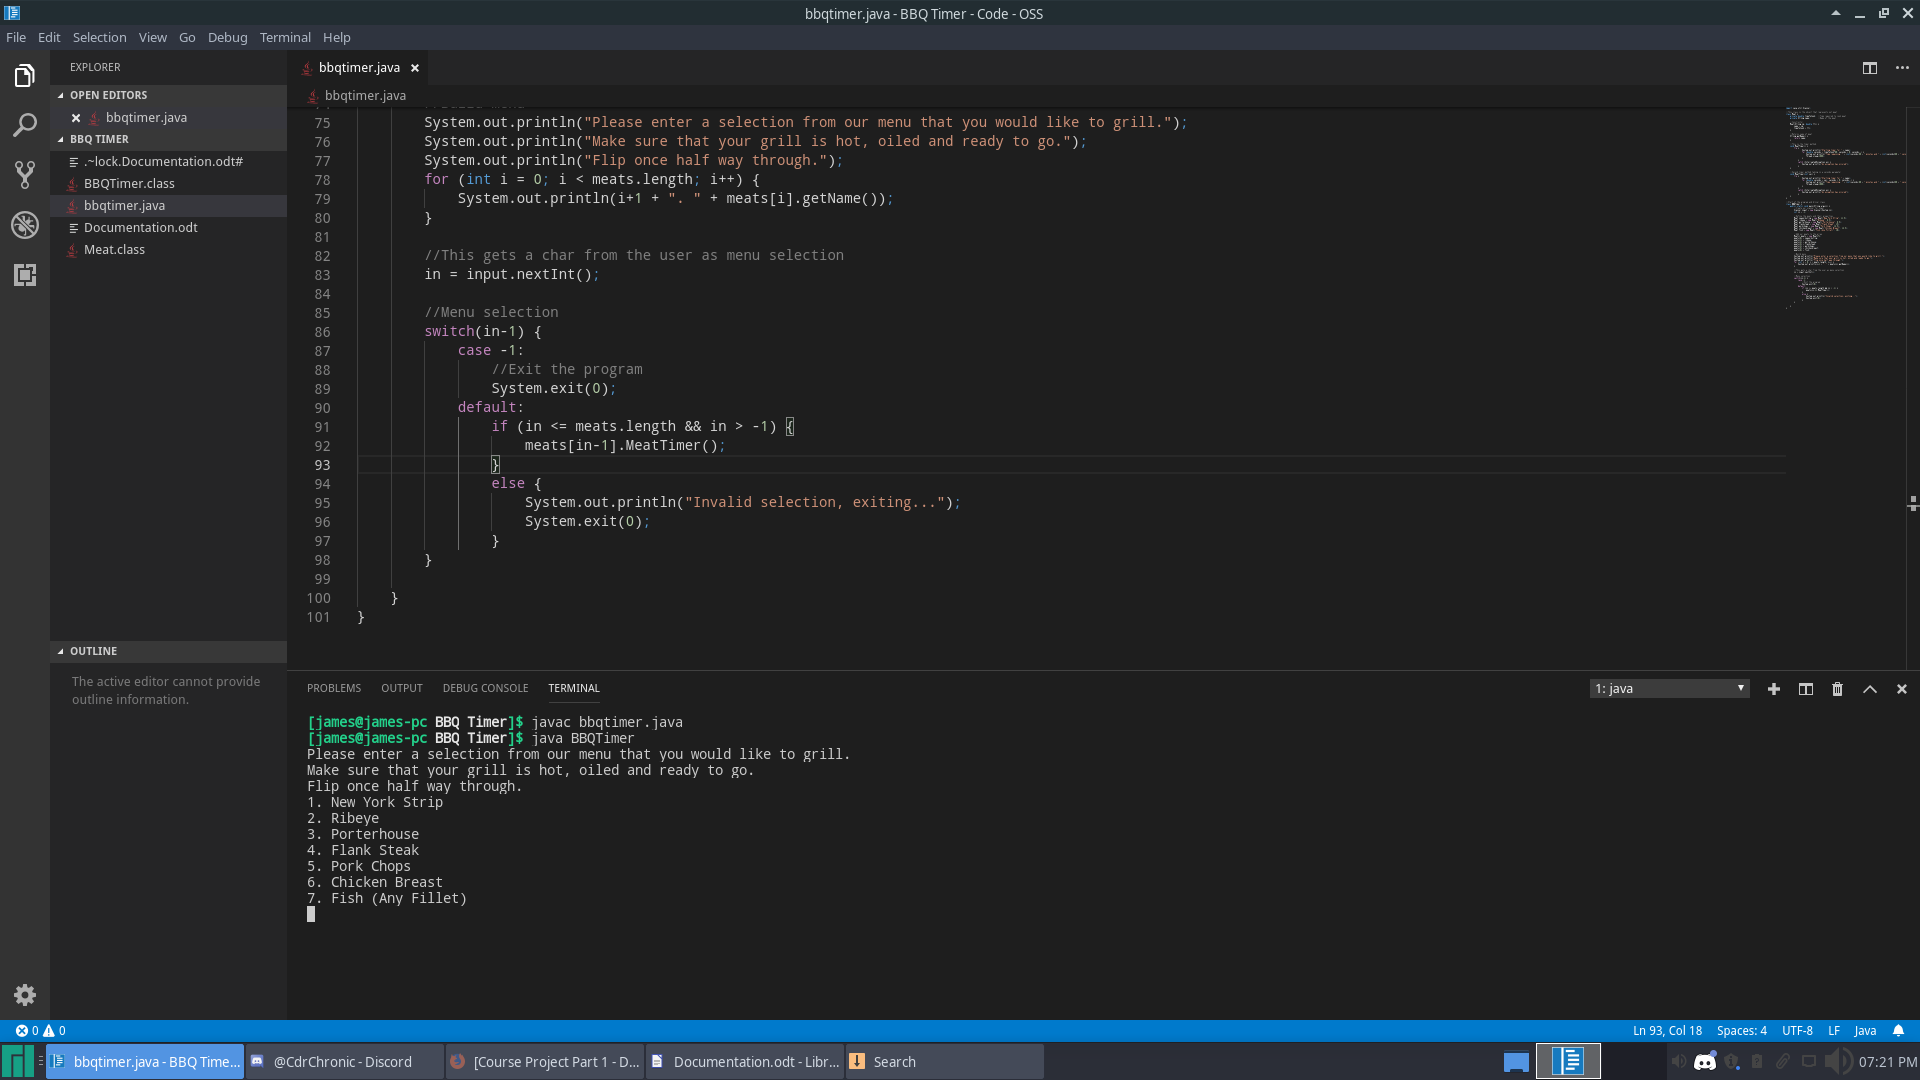 bbqtimer.java - BBQ Timer - Code - OSS
File Edit Selection View Go Debug Terminal Help
EXPLORER
OPEN EDITORS
bbqtimer.java
BBQ TIMER
.~lock.Documentation.odt#
BBQTimer.class
bbqtimer.java
Documentation.odt
Meat.class
OUTLINE
The active editor cannot provide
outline information.
bbqtimer.java
bbqtimer.java
75 System.out.println("Please enter a selection from our menu that you would like to grill.");
76 System.out.println("Make sure that your grill is hot, oiled and ready to go.");
77 System.out.println("Flip once half way through.");
78 for (int i = 0; i < meats.length; i++) {
79 System.out.println(i+1 + ". " + meats[i].getName());
80 }
81
82 //This gets a char from the user as menu selection
83 in = input.nextInt();
84
85 //Menu selection
86 switch(in-1) {
87 case -1:
88 //Exit the program
89 System.exit(0);
90 default:
91 if (in <= meats.length && in > -1) {
92 meats[in-1].MeatTimer();
93 }
94 else {
95 System.out.println("Invalid selection, exiting...");
96 System.exit(0);
97 }
98 }
99
100 }
101 }
PROBLEMS OUTPUT DEBUG CONSOLE TERMINAL
1: java
[james@james-pc BBQ Timer]$ javac bbqtimer.java
[james@james-pc BBQ Timer]$ java BBQTimer
Please enter a selection from our menu that you would like to grill.
Make sure that your grill is hot, oiled and ready to go.
Flip once half way through.
1. New York Strip
2. Ribeye
3. Porterhouse
4. Flank Steak
5. Pork Chops
6. Chicken Breast
7. Fish (Any Fillet)
0 0
Ln 93, Col 18 Spaces: 4 UTF-8 LF Java
bbqtimer.java - BBQ Time...
@CdrChronic - Discord
[Course Project Part 1 - D...
Documentation.odt - Libr...
Search
07:21 PM